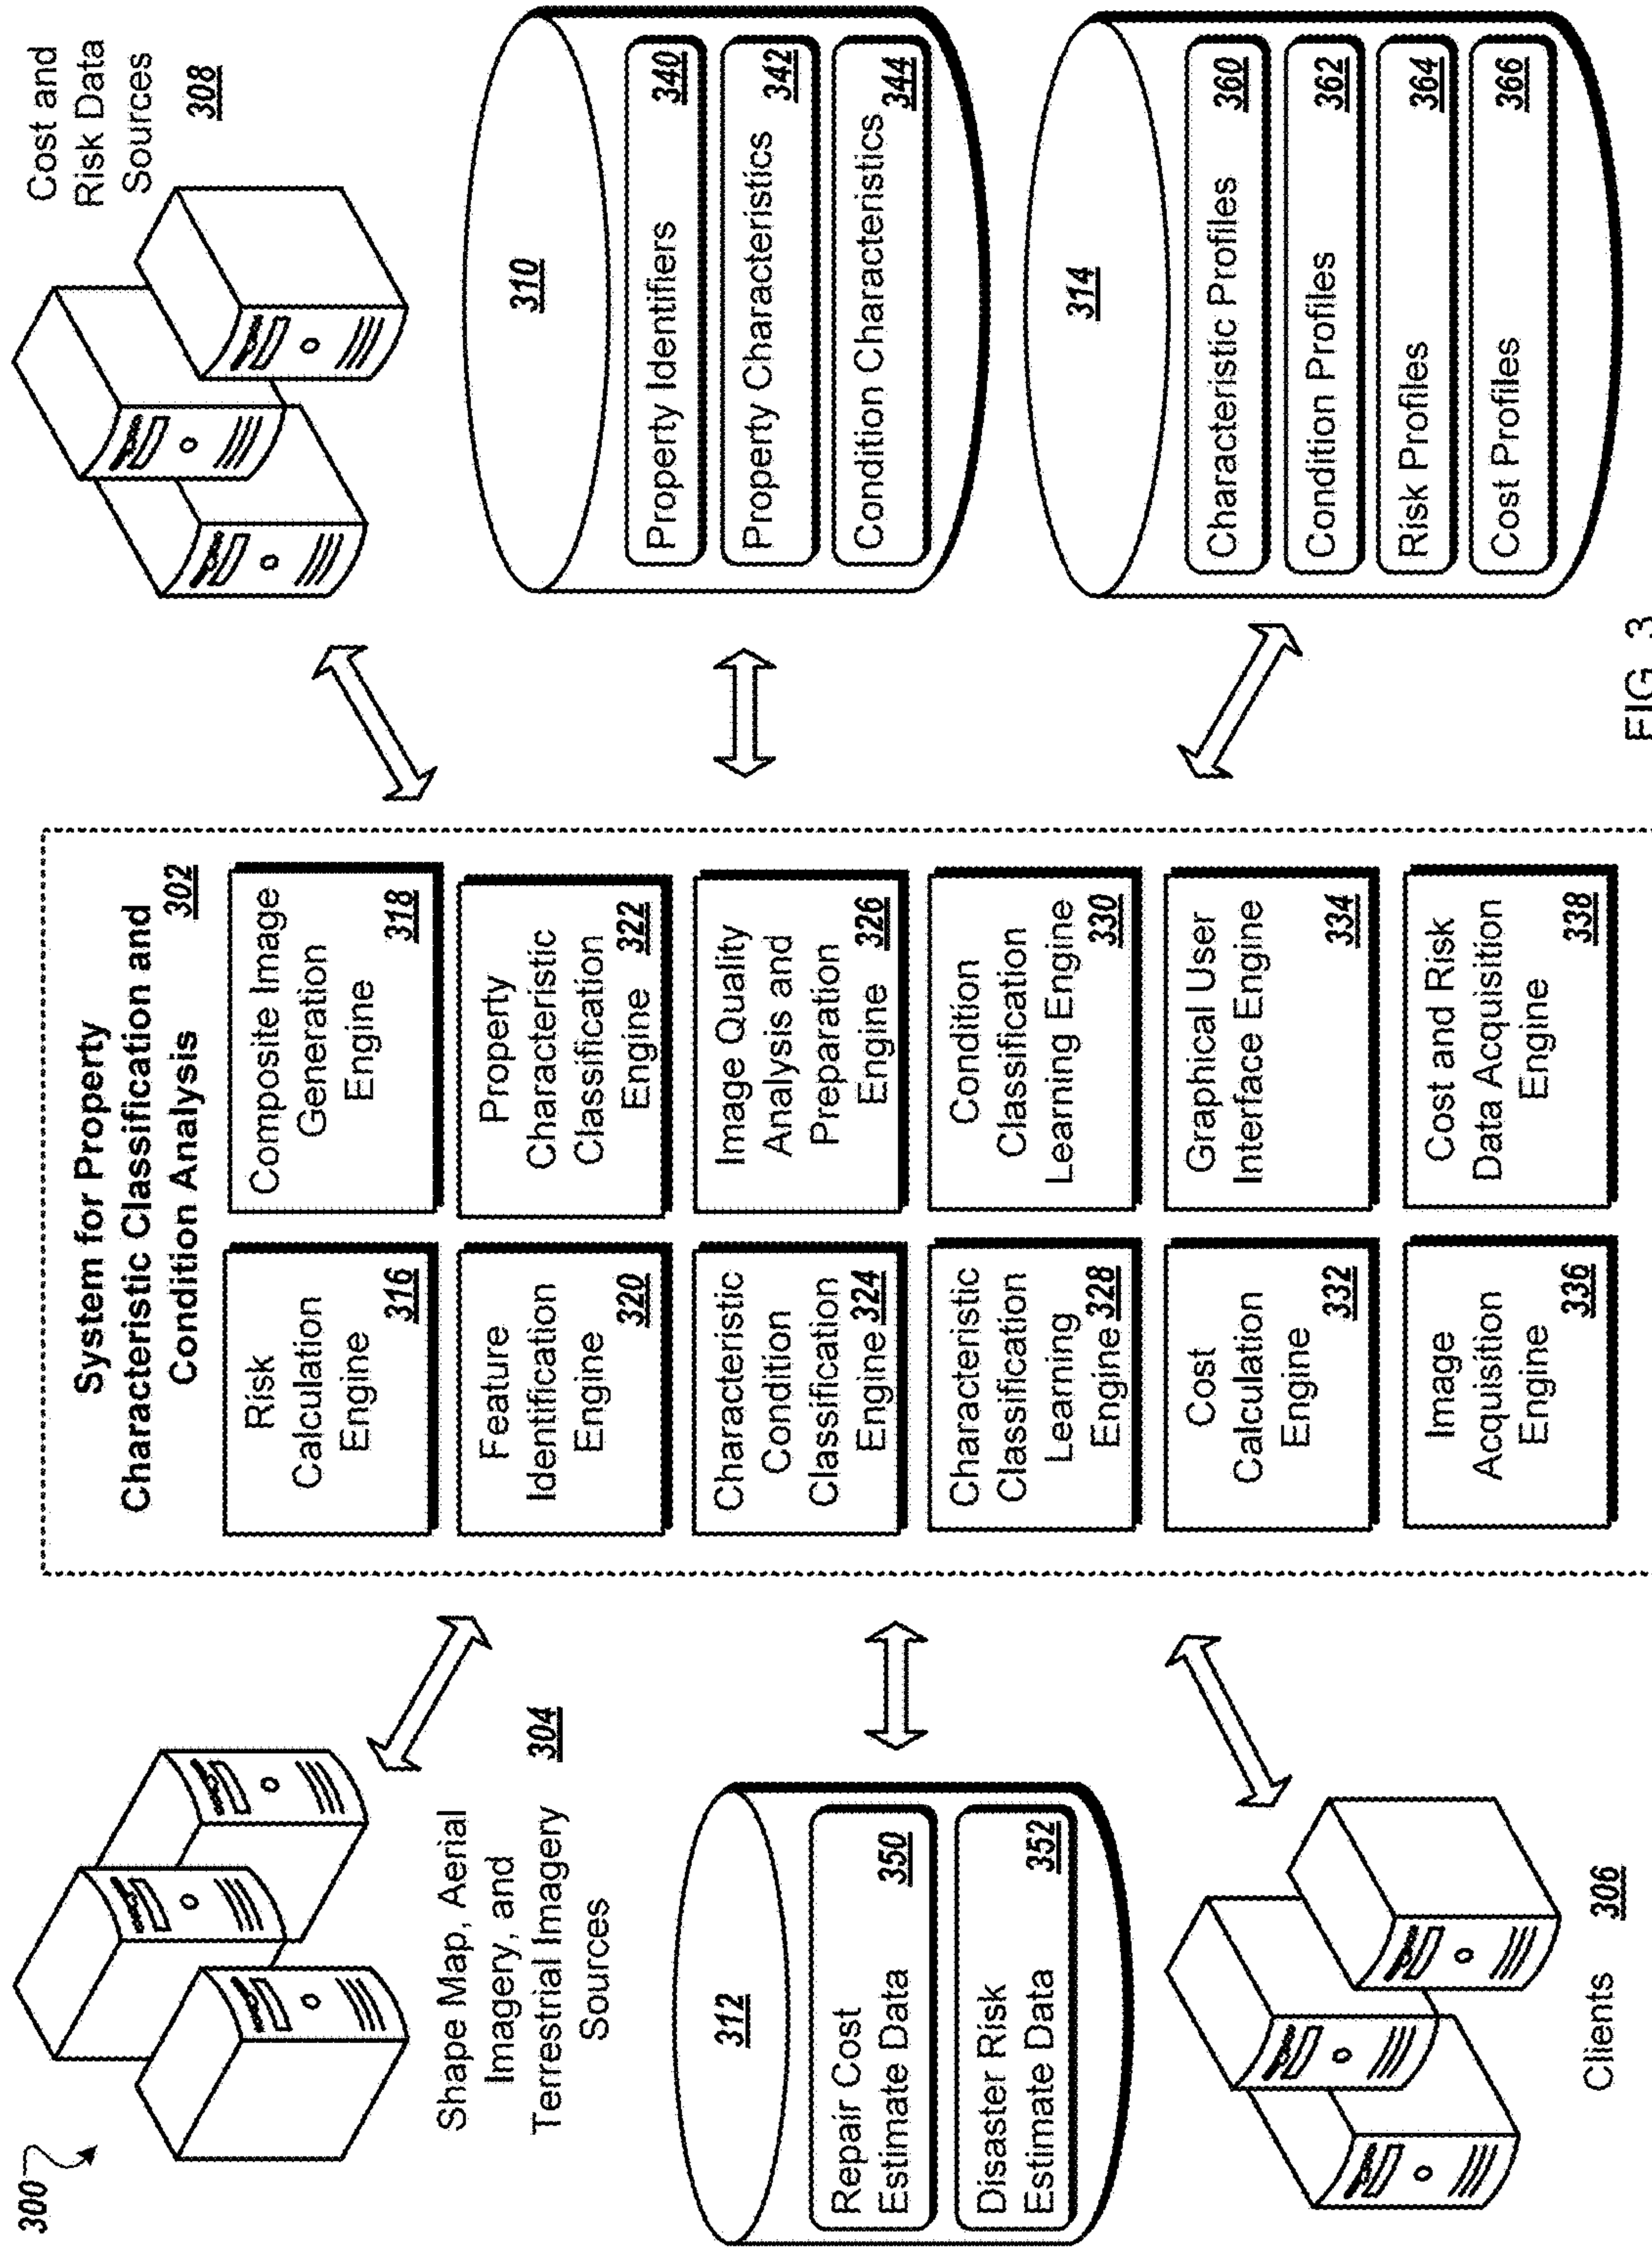 300
Shape Map, Aerial
Imagery, and
Terrestrial Imagery
Sources
304
312
Repair Cost
Estimate Data
350
Disaster Risk
Estimate Data
352
Clients
306
System for Property
Characteristic Classification and
Condition Analysis
302
Risk
Calculation
Engine
316
Composite Image
Generation
Engine
318
Feature
Identification
Engine
320
Property
Characteristic
Classification
Engine
322
Characteristic
Condition
Classification
Engine 324
Image Quality
Analysis and
Preparation
Engine
326
Characteristic
Classification
Learning
Engine 328
Condition
Classification
Learning Engine
330
Cost
Calculation
Engine
332
Graphical User
Interface Engine
334
Image
Acquisition
Engine
336
Cost and Risk
Data Acquisition
Engine
338
Cost and
Risk Data
Sources
308
310
Property Identifiers
340
Property Characteristics
342
Condition Characteristics
344
314
Characteristic Profiles
360
Condition Profiles
362
Risk Profiles
364
Cost Profiles
366
FIG. 3